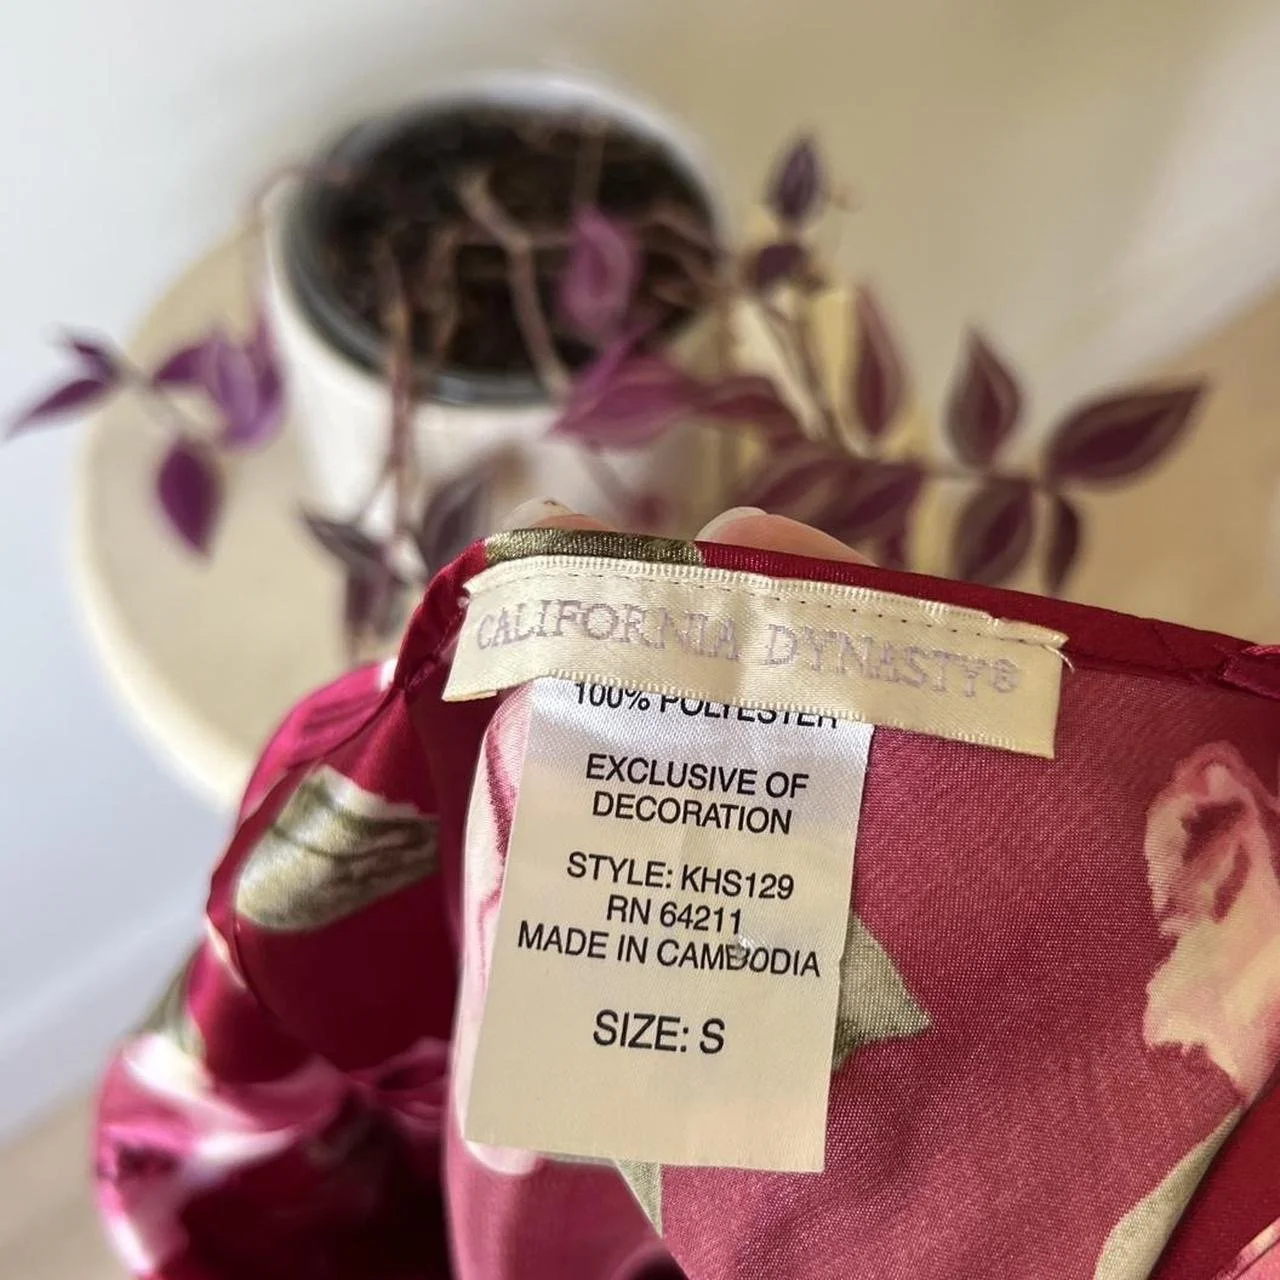 CALIFORNIA DYNASTY®
100% POLYESTER
EXCLUSIVE OF
DECORATION
STYLE: KHS129
RN 64211
MADE IN CAMBODIA
SIZE: S